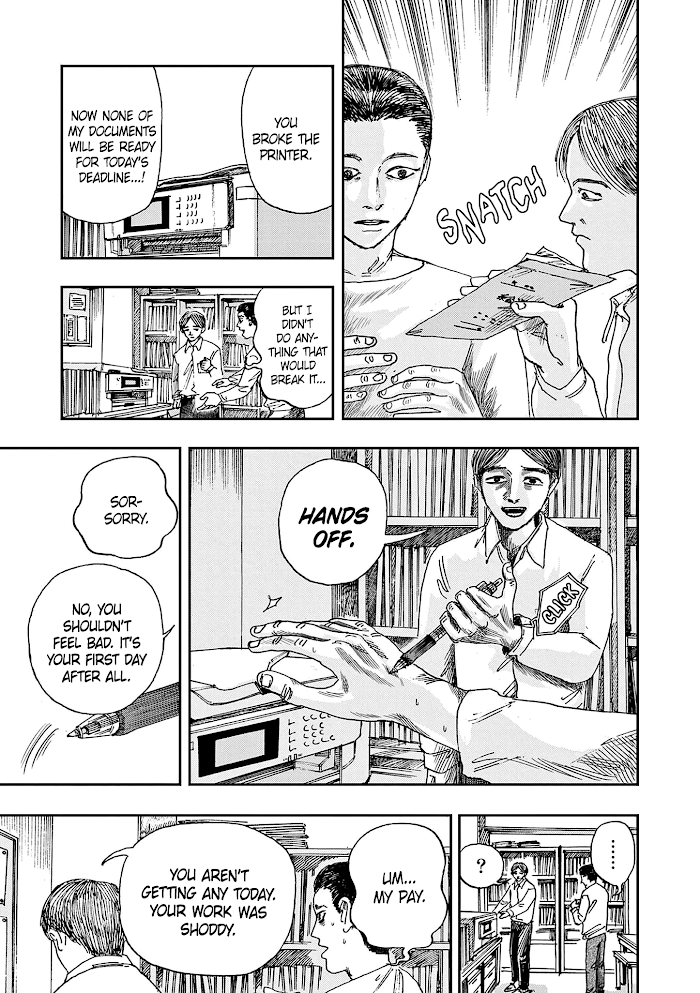 SNATCH
YOU
BROKE THE
PRINTER.
NOW NONE OF
MY DOCUMENTS
WILL BE READY
FOR TODAY'S
DEADLINE...!
BUT I
DIDN'T
DO ANY-
THING THAT
WOULD
BREAK IT...
HANDS
OFF.
CLICK
SOR-
SORRY.
NO, YOU
SHOULDN'T
FEEL BAD. IT'S
YOUR FIRST DAY
AFTER ALL.
......
?
UM...
MY PAY.
YOU AREN'T
GETTING ANY TODAY.
YOUR WORK WAS
SHODDY.